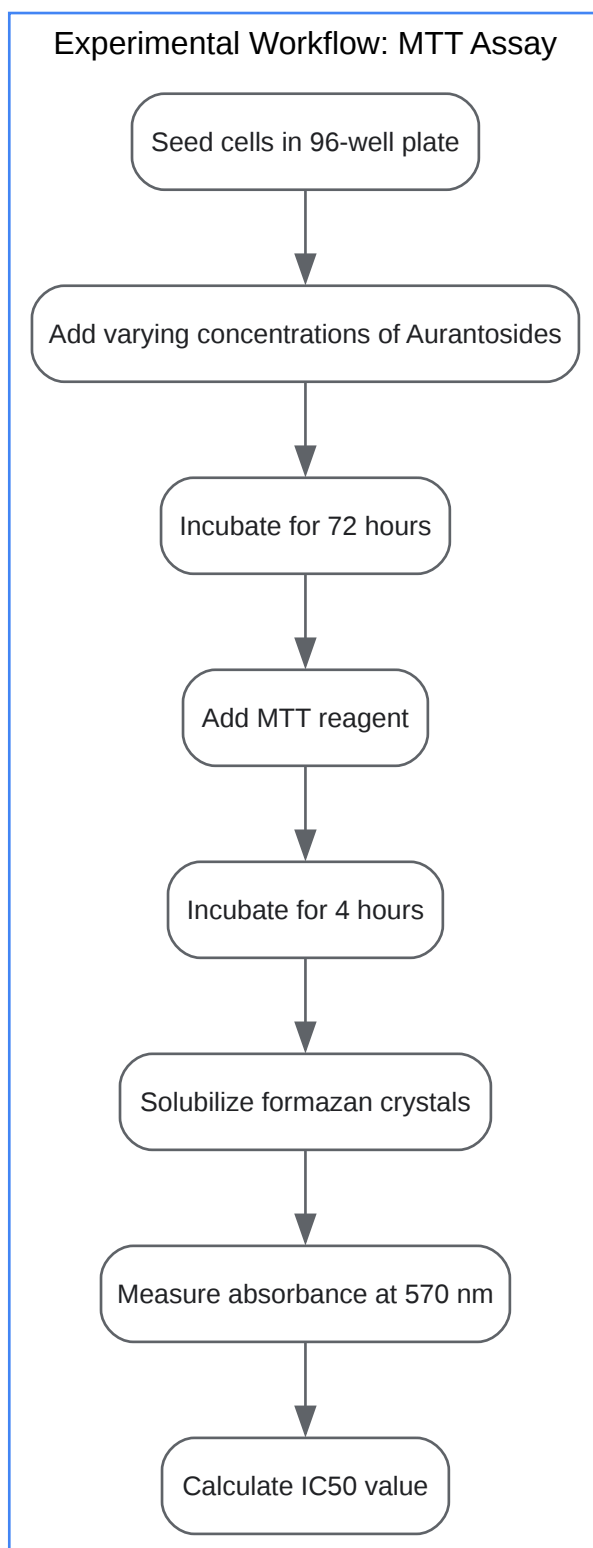 Experimental Workflow: MTT Assay
Seed cells in 96-well plate
Add varying concentrations of Aurantosides
Incubate for 72 hours
Add MTT reagent
Incubate for 4 hours
Solubilize formazan crystals
Measure absorbance at 570 nm
Calculate IC50 value